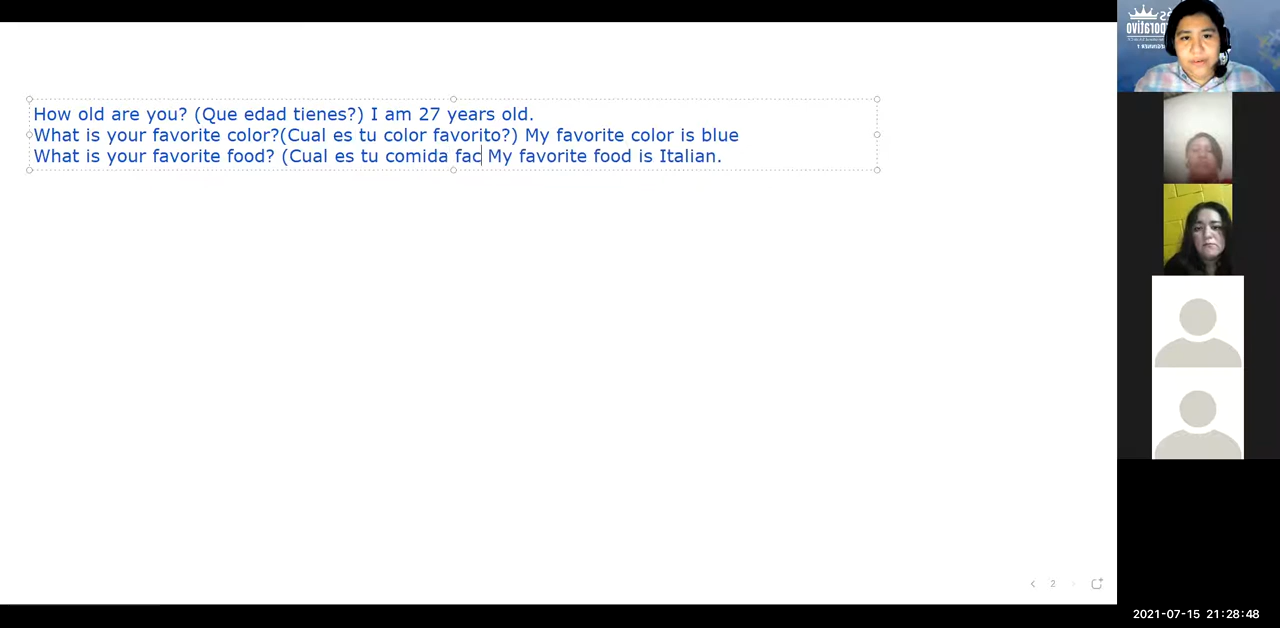 How old are you? (Que edad tienes?) I am 27 years old.
What is your favorite color?(Cual es tu color favorito?) My favorite color is blue
What is your favorite food? (Cual es tu comida fac My favorite food is Italian.
2
2021-07-15 21:28:48